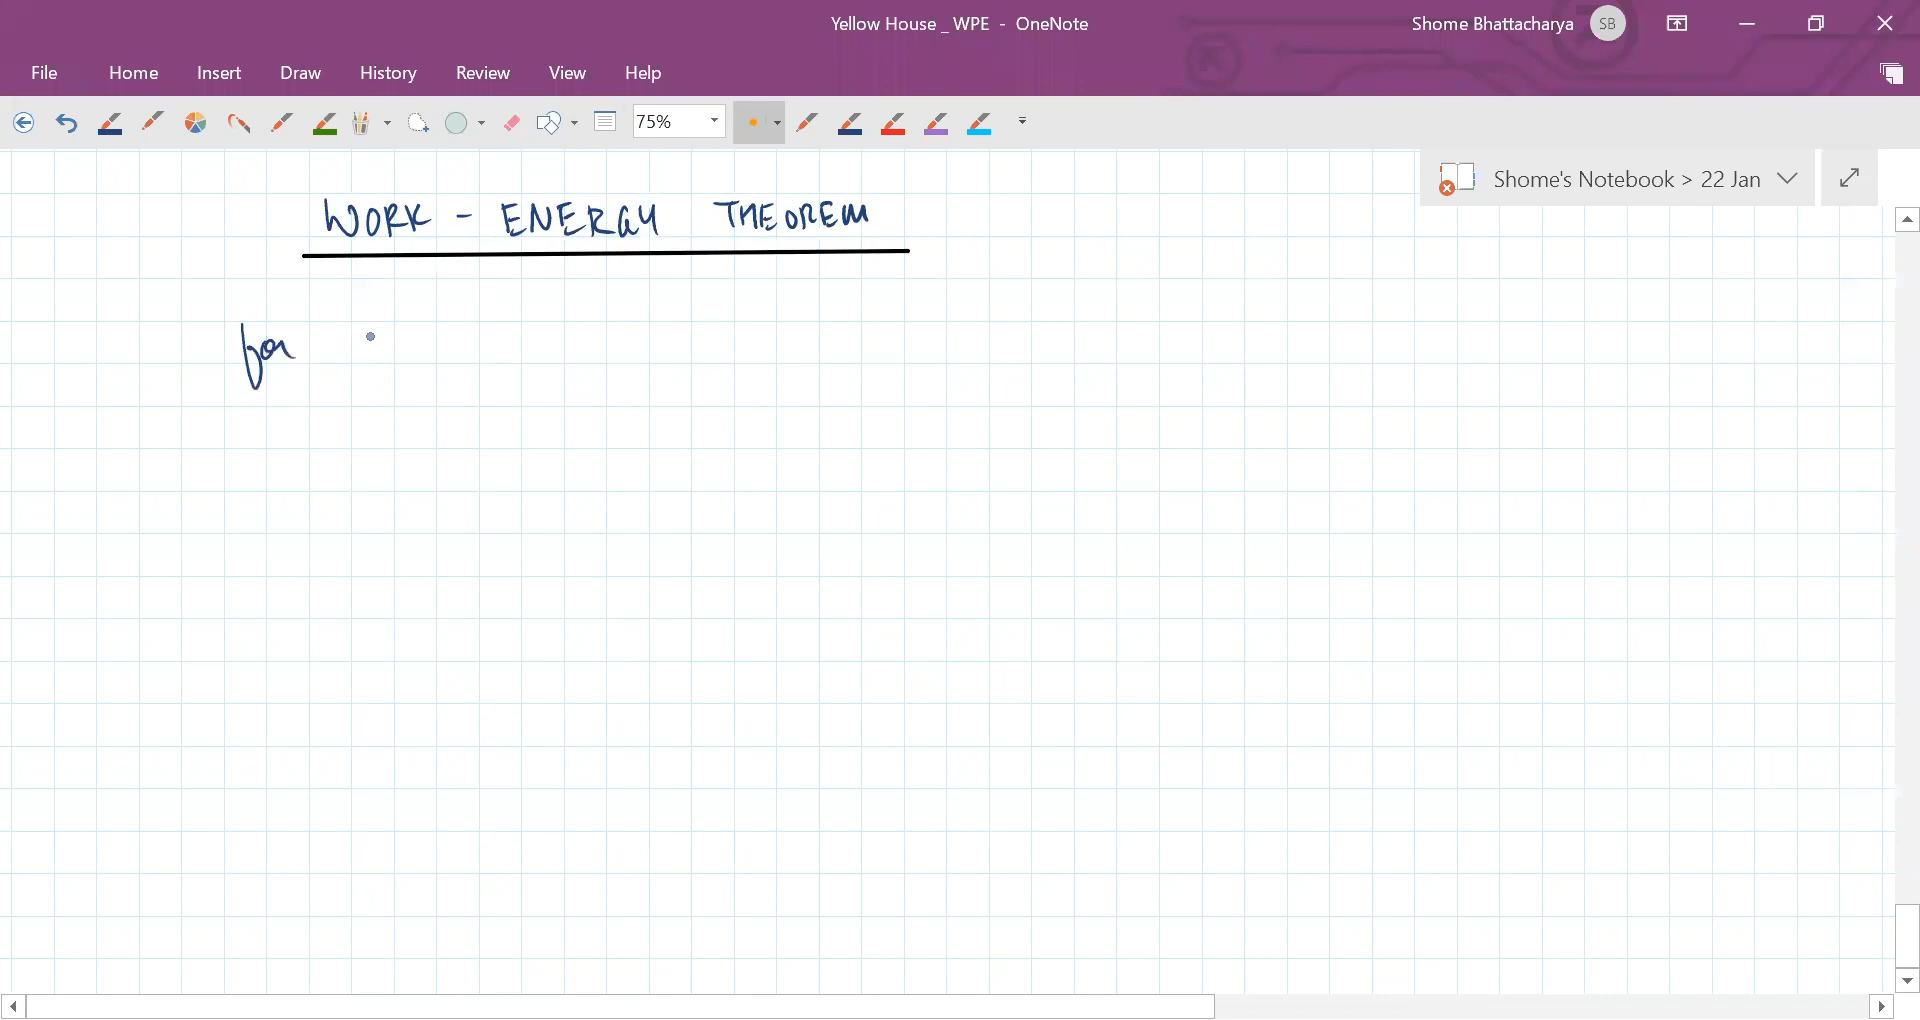 Yellow House _ WPE - OneNote
Shome Bhattacharya SB
File Home Insert Draw History Review View Help
75%
Shome's Notebook > 22 Jan
WORK - ENERGY THEOREM
for